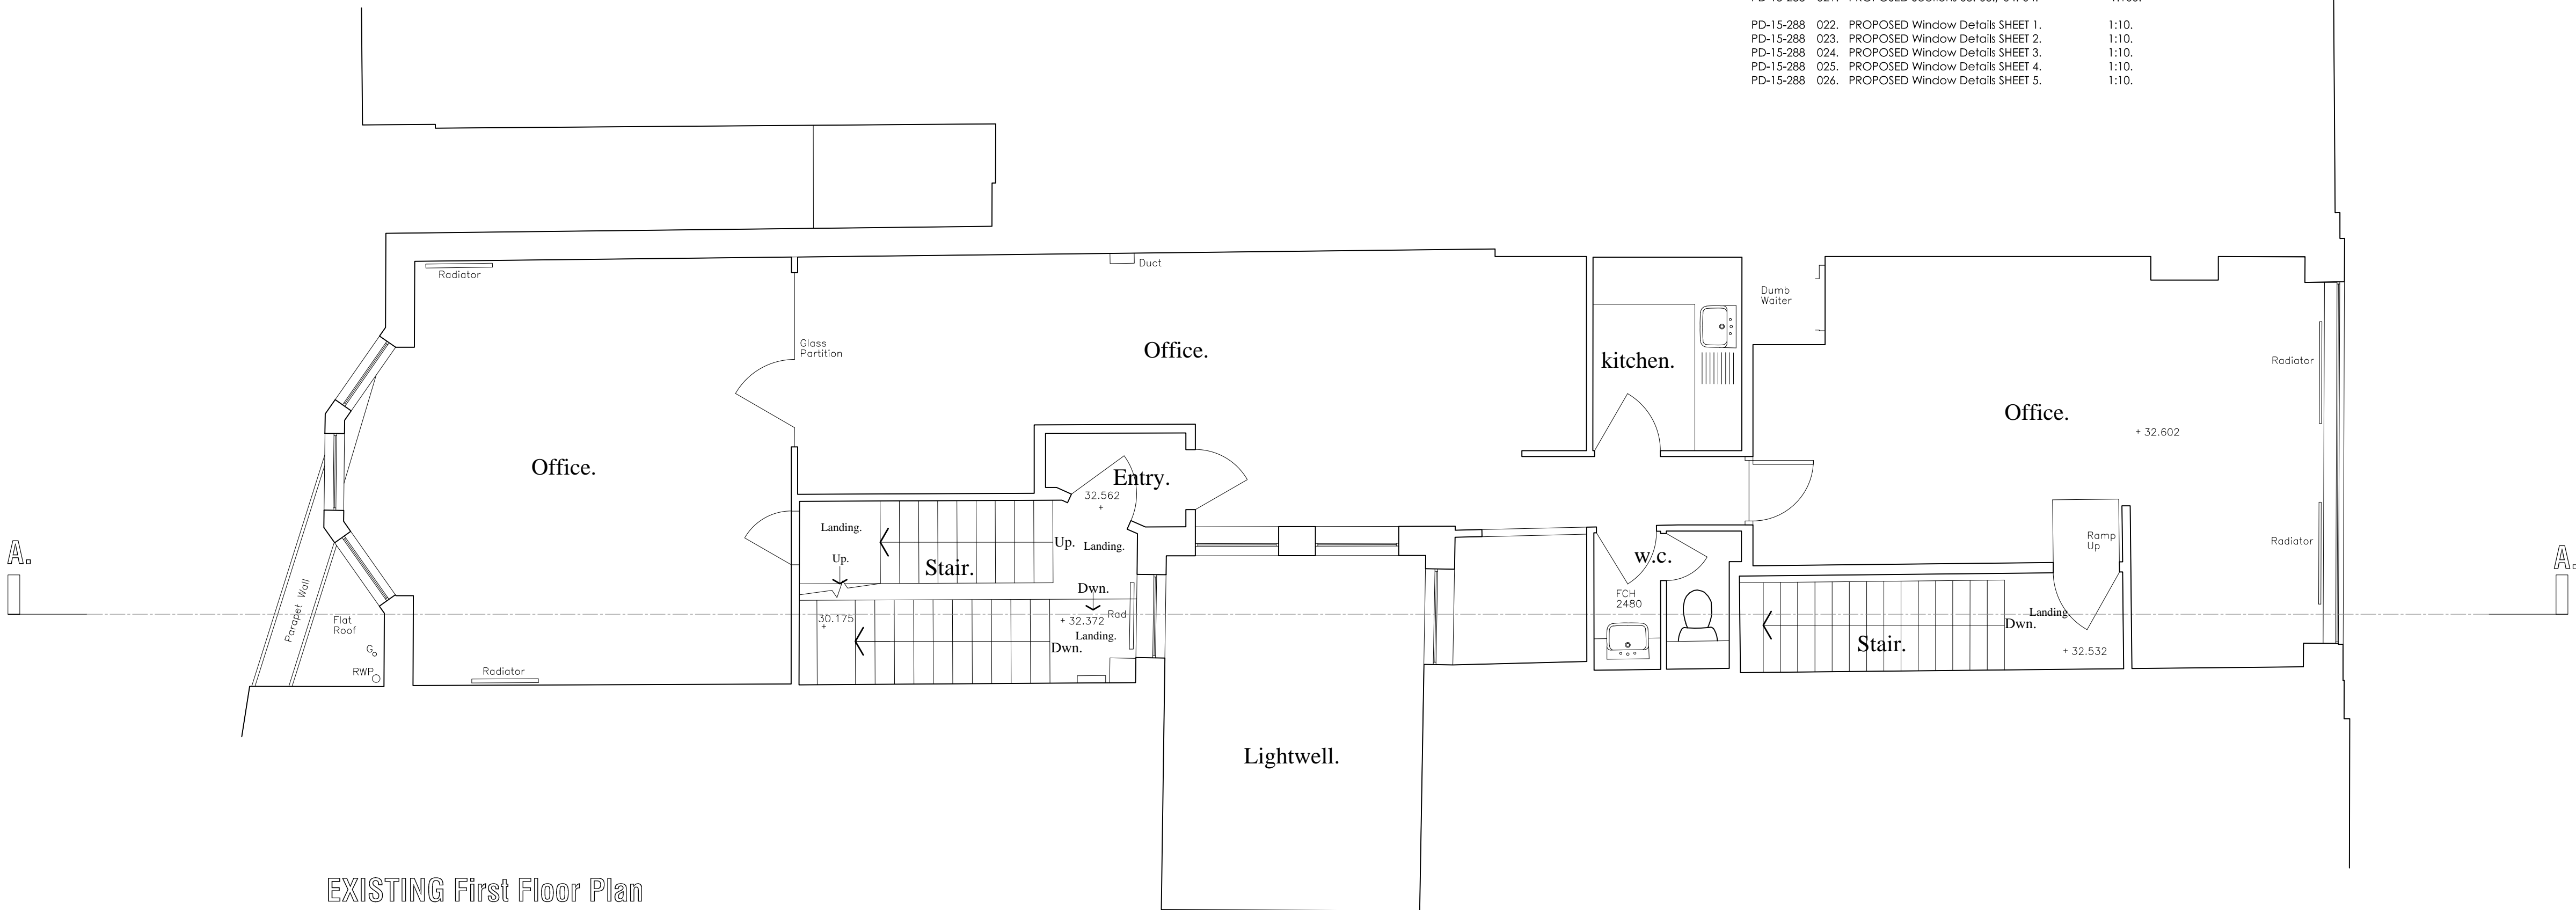 PD-15-288 022. PROPOSED Window Details SHEET 1. 1:10.
PD-15-288 023. PROPOSED Window Details SHEET 2. 1:10.
PD-15-288 024. PROPOSED Window Details SHEET 3. 1:10.
PD-15-288 025. PROPOSED Window Details SHEET 4. 1:10.
PD-15-288 026. PROPOSED Window Details SHEET 5. 1:10.
Radiator
Duct
Dumb
Waiter
Glass
Partition
Office.
kitchen.
Radiator
Office.
+ 32.602
Office.
Entry.
32.562
+
Landing.
Up.
Up.
Landing.
Stair.
Dwn.
30.175
+
+ 32.372
Rad
Landing.
Dwn.
w.c.
FCH
2480
Ramp
Up
Radiator
Landing.
Dwn.
Stair.
+ 32.532
A.
A.
Parapet Wall
Flat
Roof
G
RWP
Radiator
Lightwell.
EXISTING First Floor Plan